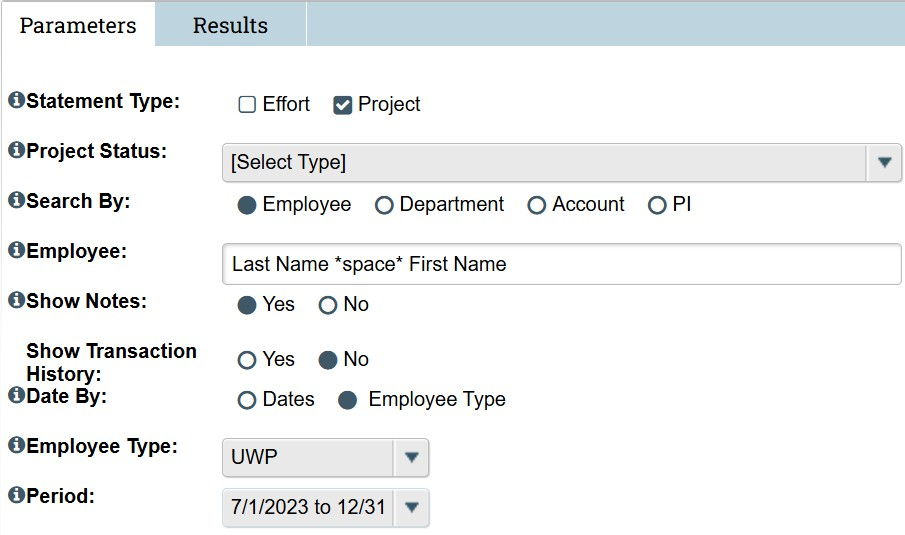 Parameters Results
Statement Type: Effort Project
Project Status: [Select Type]
Search By: Employee Department Account PI
Employee: Last Name *space* First Name
Show Notes: Yes No
Show Transaction
History: Yes No
Date By: Dates Employee Type
Employee Type: UWP
Period: 7/1/2023 to 12/31